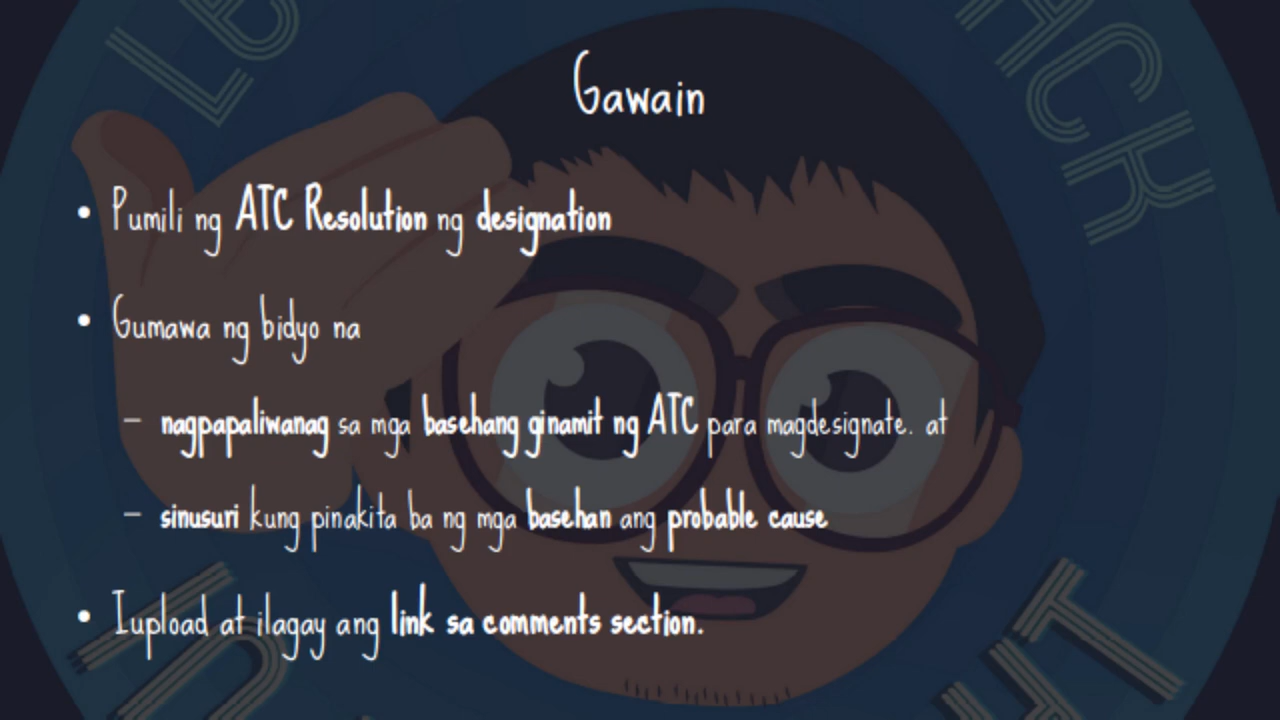 Gawain
• Pumili ng ATC Resolution ng designation
• Gumawa ng bidyo na
– nagpapaliwanag sa mga basehang ginamit ng ATC para magdesignate. at
– sinusuri kung pinakita ba ng mga basehan ang probable cause
• Iupload at ilagay ang link sa comments section.